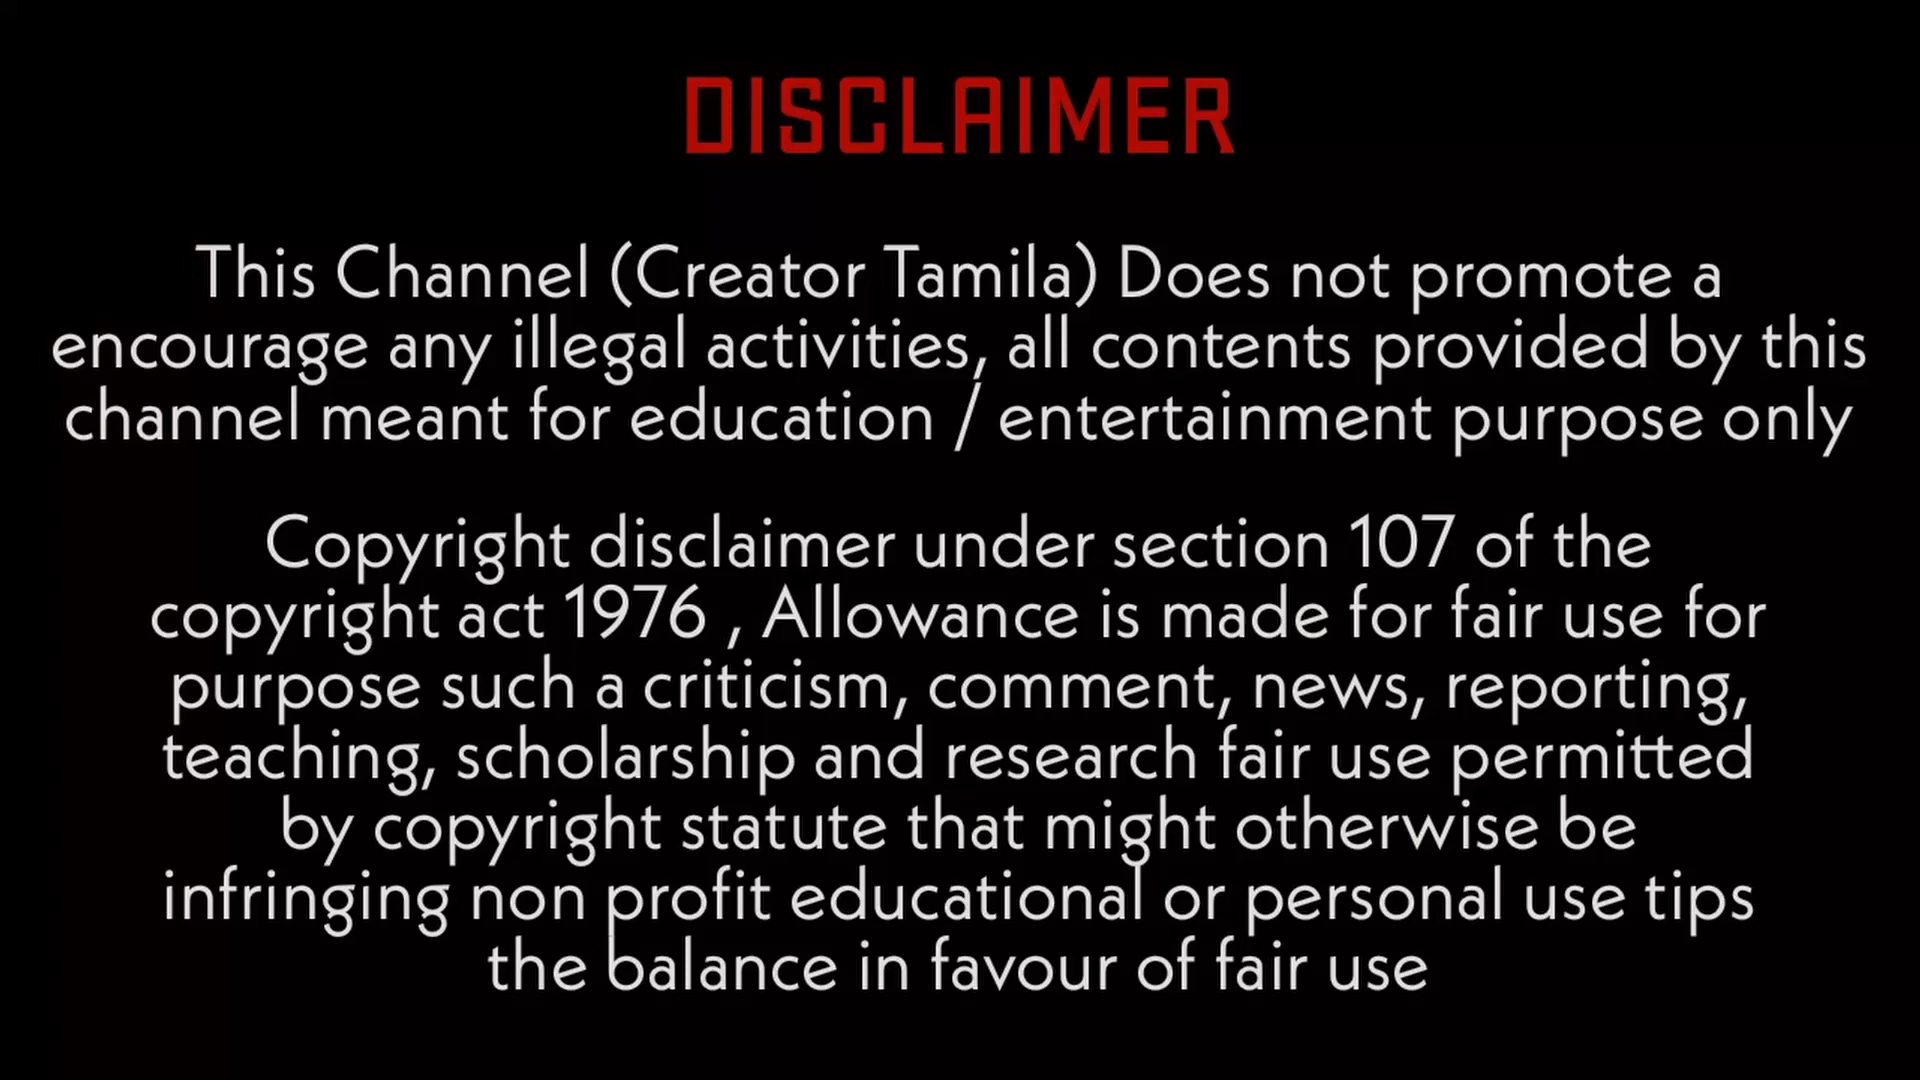 DISCLAIMER
This Channel (Creator Tamila) Does not promote a
encourage any illegal activities, all contents provided by this
channel meant for education / entertainment purpose only
Copyright disclaimer under section 107 of the
copyright act 1976 , Allowance is made for fair use for
purpose such a criticism, comment, news, reporting,
teaching, scholarship and research fair use permitted
by copyright statute that might otherwise be
infringing non profit educational or personal use tips
the balance in favour of fair use